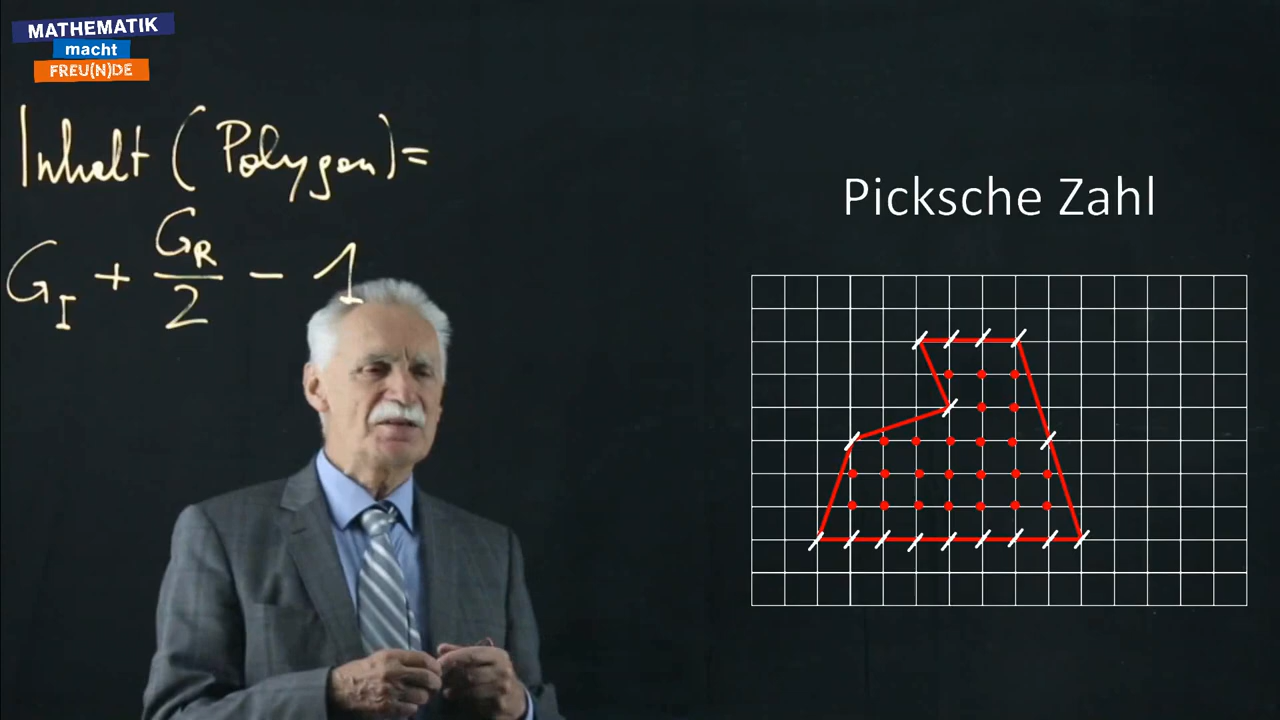 MATHEMATIK
macht
FREU(N)DE
Inhalt (Polygon) =
G_I + G_R/2 - 1
Picksche Zahl